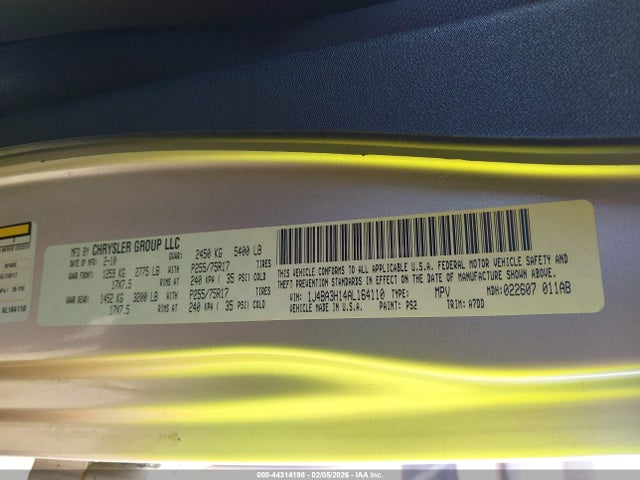 MFD BY CHRYSLER GROUP LLC
DATE OF MFR: 2-10 GVWR: 2450 KG 5400 LB
GAWR FRONT: 1259 KG 2775 LB WITH P255/75R17 TIRES
17X7.5 RIMS AT 240 KPA ( 35 PSI) COLD
GAWR REAR: 1452 KG 3200 LB WITH P255/75R17 TIRES
17X7.5 RIMS AT 240 KPA ( 35 PSI) COLD
THIS VEHICLE CONFORMS TO ALL APPLICABLE U.S.A. FEDERAL MOTOR VEHICLE SAFETY AND
THEFT PREVENTION STANDARDS IN EFFECT ON THE DATE OF MANUFACTURE SHOWN ABOVE.
VIN: 1J4BA3H14AL164110 TYPE: MPV MDH: 022607 011AB
VEHICLE MADE IN U.S.A. PAINT: PS2 TRIM: A7DD
AL164110
000-44314198 - 02/05/2026 - IAA Inc.